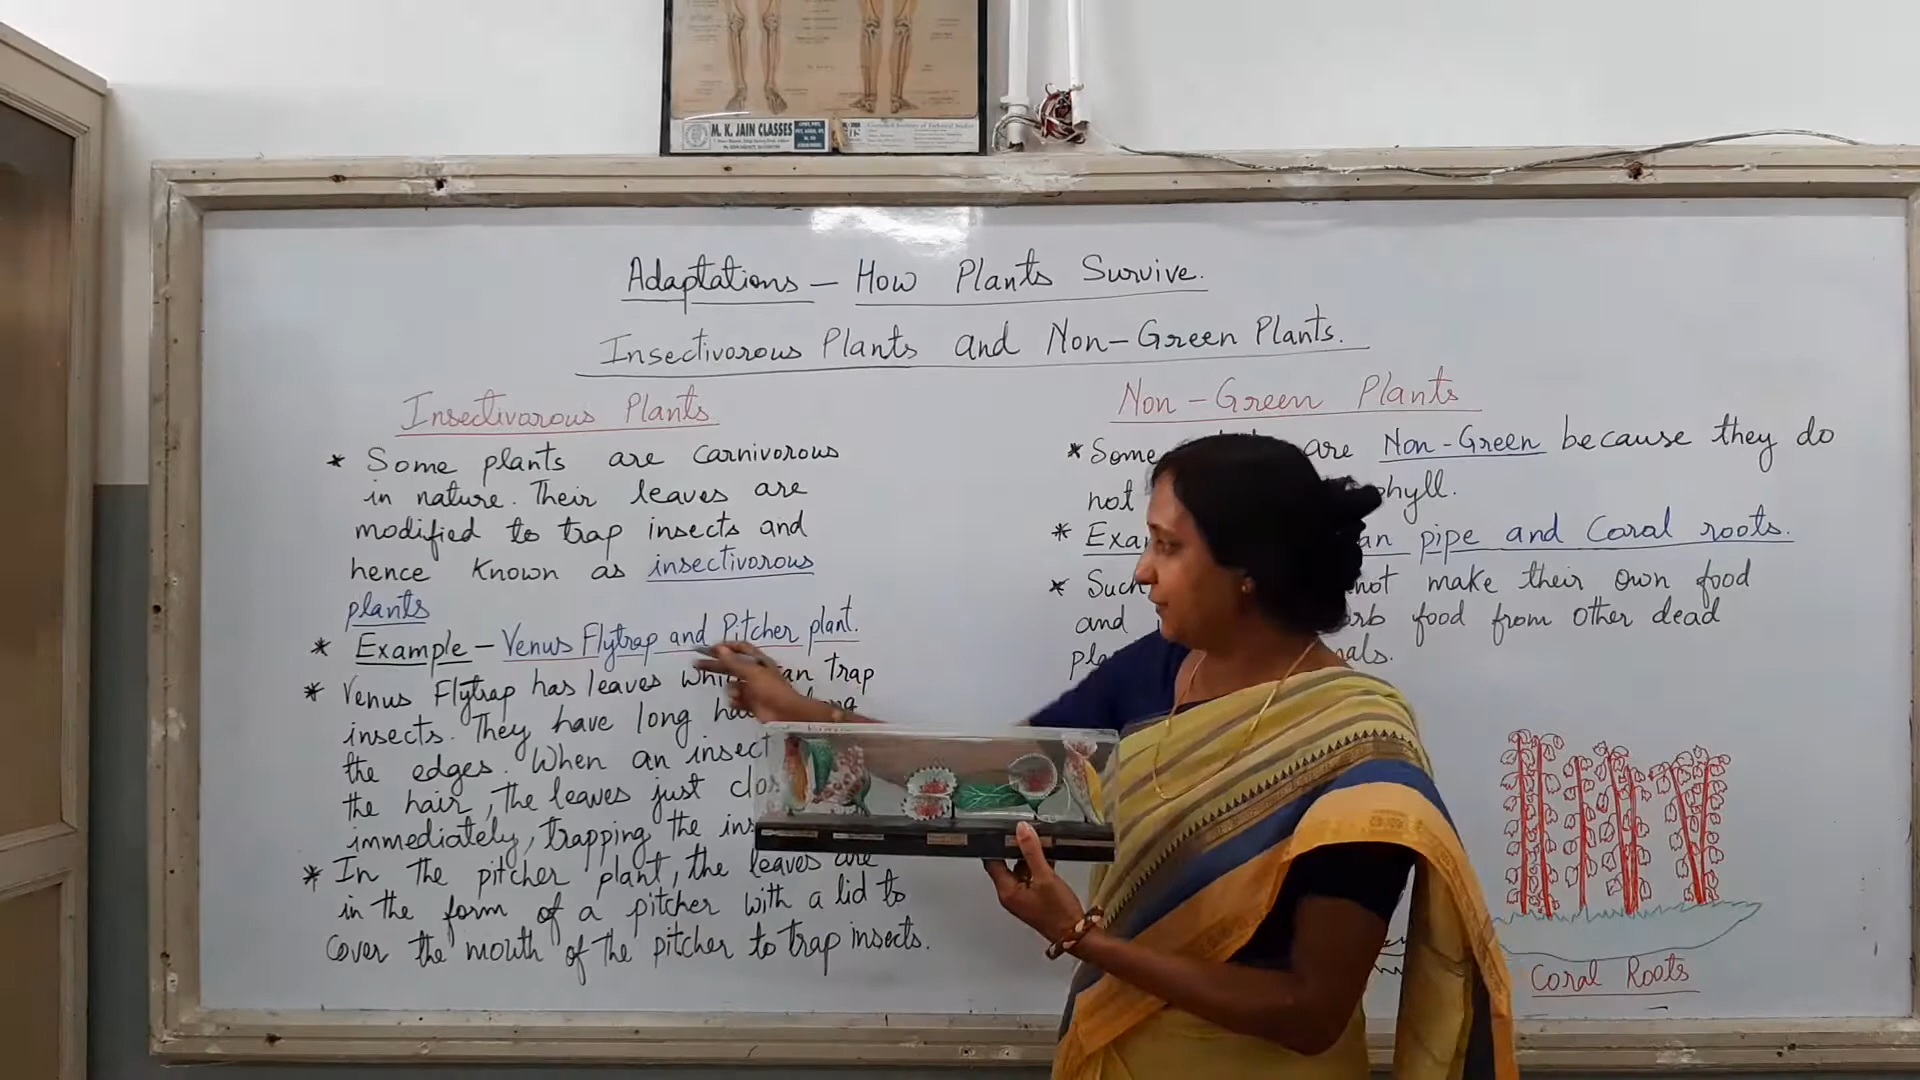 M. K. JAIN CLASSES
Adaptations – How Plants Survive.
Insectivorous Plants and Non-Green Plants.
Insectivorous Plants
* Some plants are carnivorous
in nature. Their leaves are
modified to trap insects and
hence known as insectivorous
plants
* Example – Venus Flytrap and Pitcher plant.
* Venus Flytrap has leaves trap
insects. They have long
the edges. When an insect
the hair, the leaves just
immediately, trapping the
* In the pitcher plant, the leaves are
in the form of a pitcher with a lid to
cover the mouth of the pitcher to trap insects.
Non-Green Plants
* Some are Non-Green because they do
not
* pipe and Coral roots.
* Such not make their own food
and food from other dead
Coral Roots